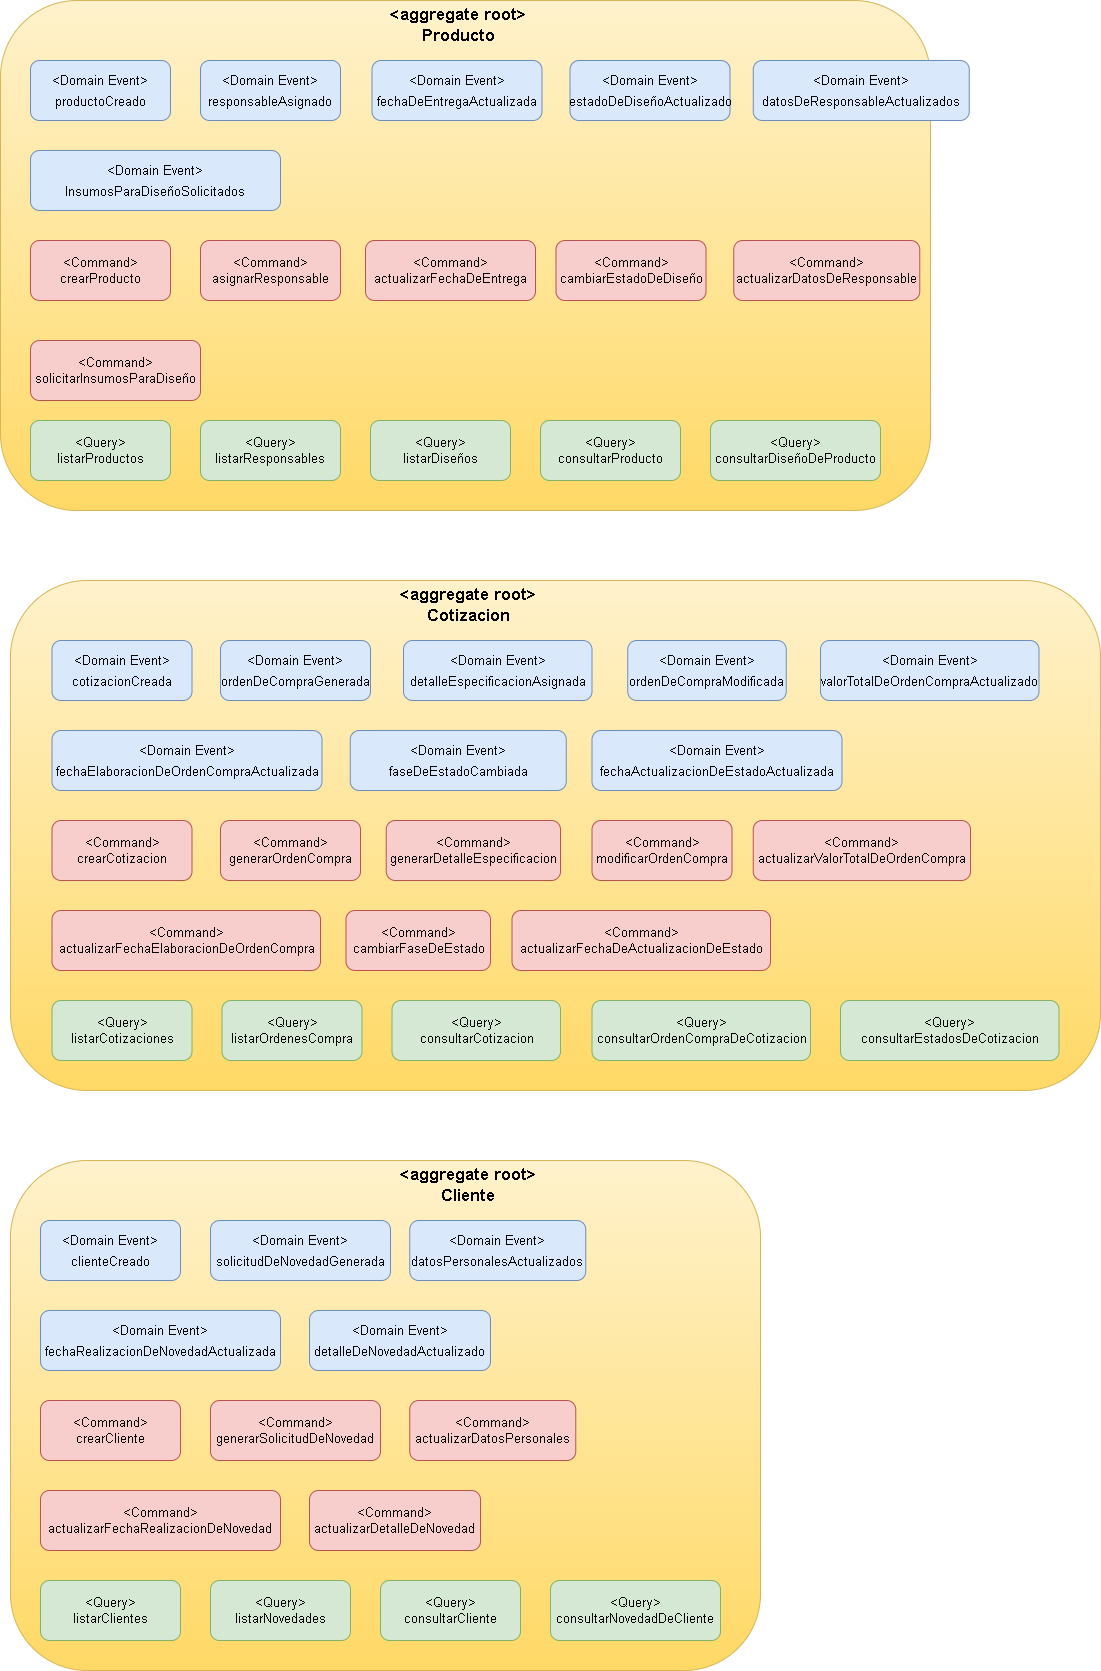 <aggregate root>
Producto
<Domain Event>
productoCreado
<Domain Event>
responsableAsignado
<Domain Event>
fechaDeEntregaActualizada
<Domain Event>
estadoDeDiseñoActualizado
<Domain Event>
datosDeResponsableActualizados
<Domain Event>
InsumosParaDiseñoSolicitados
<Command>
crearProducto
<Command>
asignarResponsable
<Command>
actualizarFechaDeEntrega
<Command>
cambiarEstadoDeDiseño
<Command>
actualizarDatosDeResponsable
<Command>
solicitarInsumosParaDiseño
<Query>
listarProductos
<Query>
listarResponsables
<Query>
listarDiseños
<Query>
consultarProducto
<Query>
consultarDiseñoDeProducto
<aggregate root>
Cotizacion
<Domain Event>
cotizacionCreada
<Domain Event>
ordenDeCompraGenerada
<Domain Event>
detalleEspecificacionAsignada
<Domain Event>
ordenDeCompraModificada
<Domain Event>
valorTotalDeOrdenCompraActualizado
<Domain Event>
fechaElaboracionDeOrdenCompraActualizada
<Domain Event>
faseDeEstadoCambiada
<Domain Event>
fechaActualizacionDeEstadoActualizada
<Command>
crearCotizacion
<Command>
generarOrdenCompra
<Command>
generarDetalleEspecificacion
<Command>
modificarOrdenCompra
<Command>
actualizarValorTotalDeOrdenCompra
<Command>
actualizarFechaElaboracionDeOrdenCompra
<Command>
cambiarFaseDeEstado
<Command>
actualizarFechaDeActualizacionDeEstado
<Query>
listarCotizaciones
<Query>
listarOrdenesCompra
<Query>
consultarCotizacion
<Query>
consultarOrdenCompraDeCotizacion
<Query>
consultarEstadosDeCotizacion
<aggregate root>
Cliente
<Domain Event>
clienteCreado
<Domain Event>
solicitudDeNovedadGenerada
<Domain Event>
datosPersonalesActualizados
<Domain Event>
fechaRealizacionDeNovedadActualizada
<Domain Event>
detalleDeNovedadActualizado
<Command>
crearCliente
<Command>
generarSolicitudDeNovedad
<Command>
actualizarDatosPersonales
<Command>
actualizarFechaRealizacionDeNovedad
<Command>
actualizarDetalleDeNovedad
<Query>
listarClientes
<Query>
listarNovedades
<Query>
consultarCliente
<Query>
consultarNovedadDeCliente